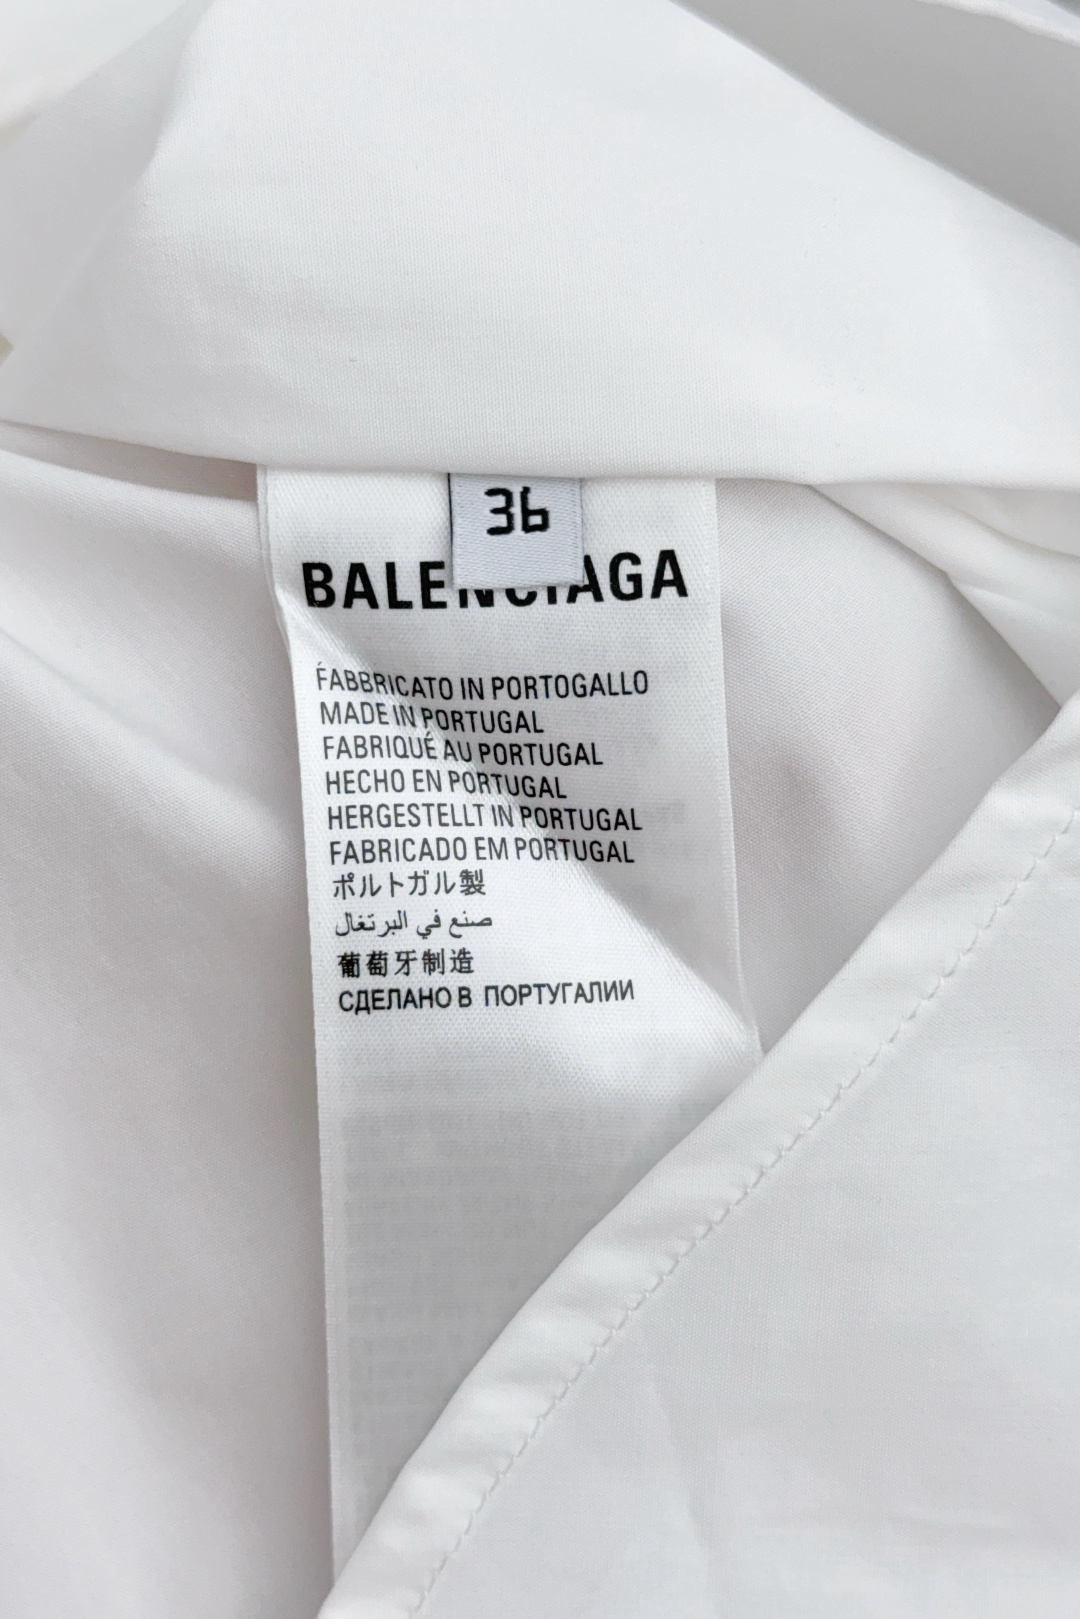 36
BALENCIAGA
FABBRICATO IN PORTOGALLO
MADE IN PORTUGAL
FABRIQUÉ AU PORTUGAL
HECHO EN PORTUGAL
HERGESTELLT IN PORTUGAL
FABRICADO EM PORTUGAL
ポルトガル製
صنع في البرتغال
葡萄牙制造
СДЕЛАНО В ПОРТУГАЛИИ